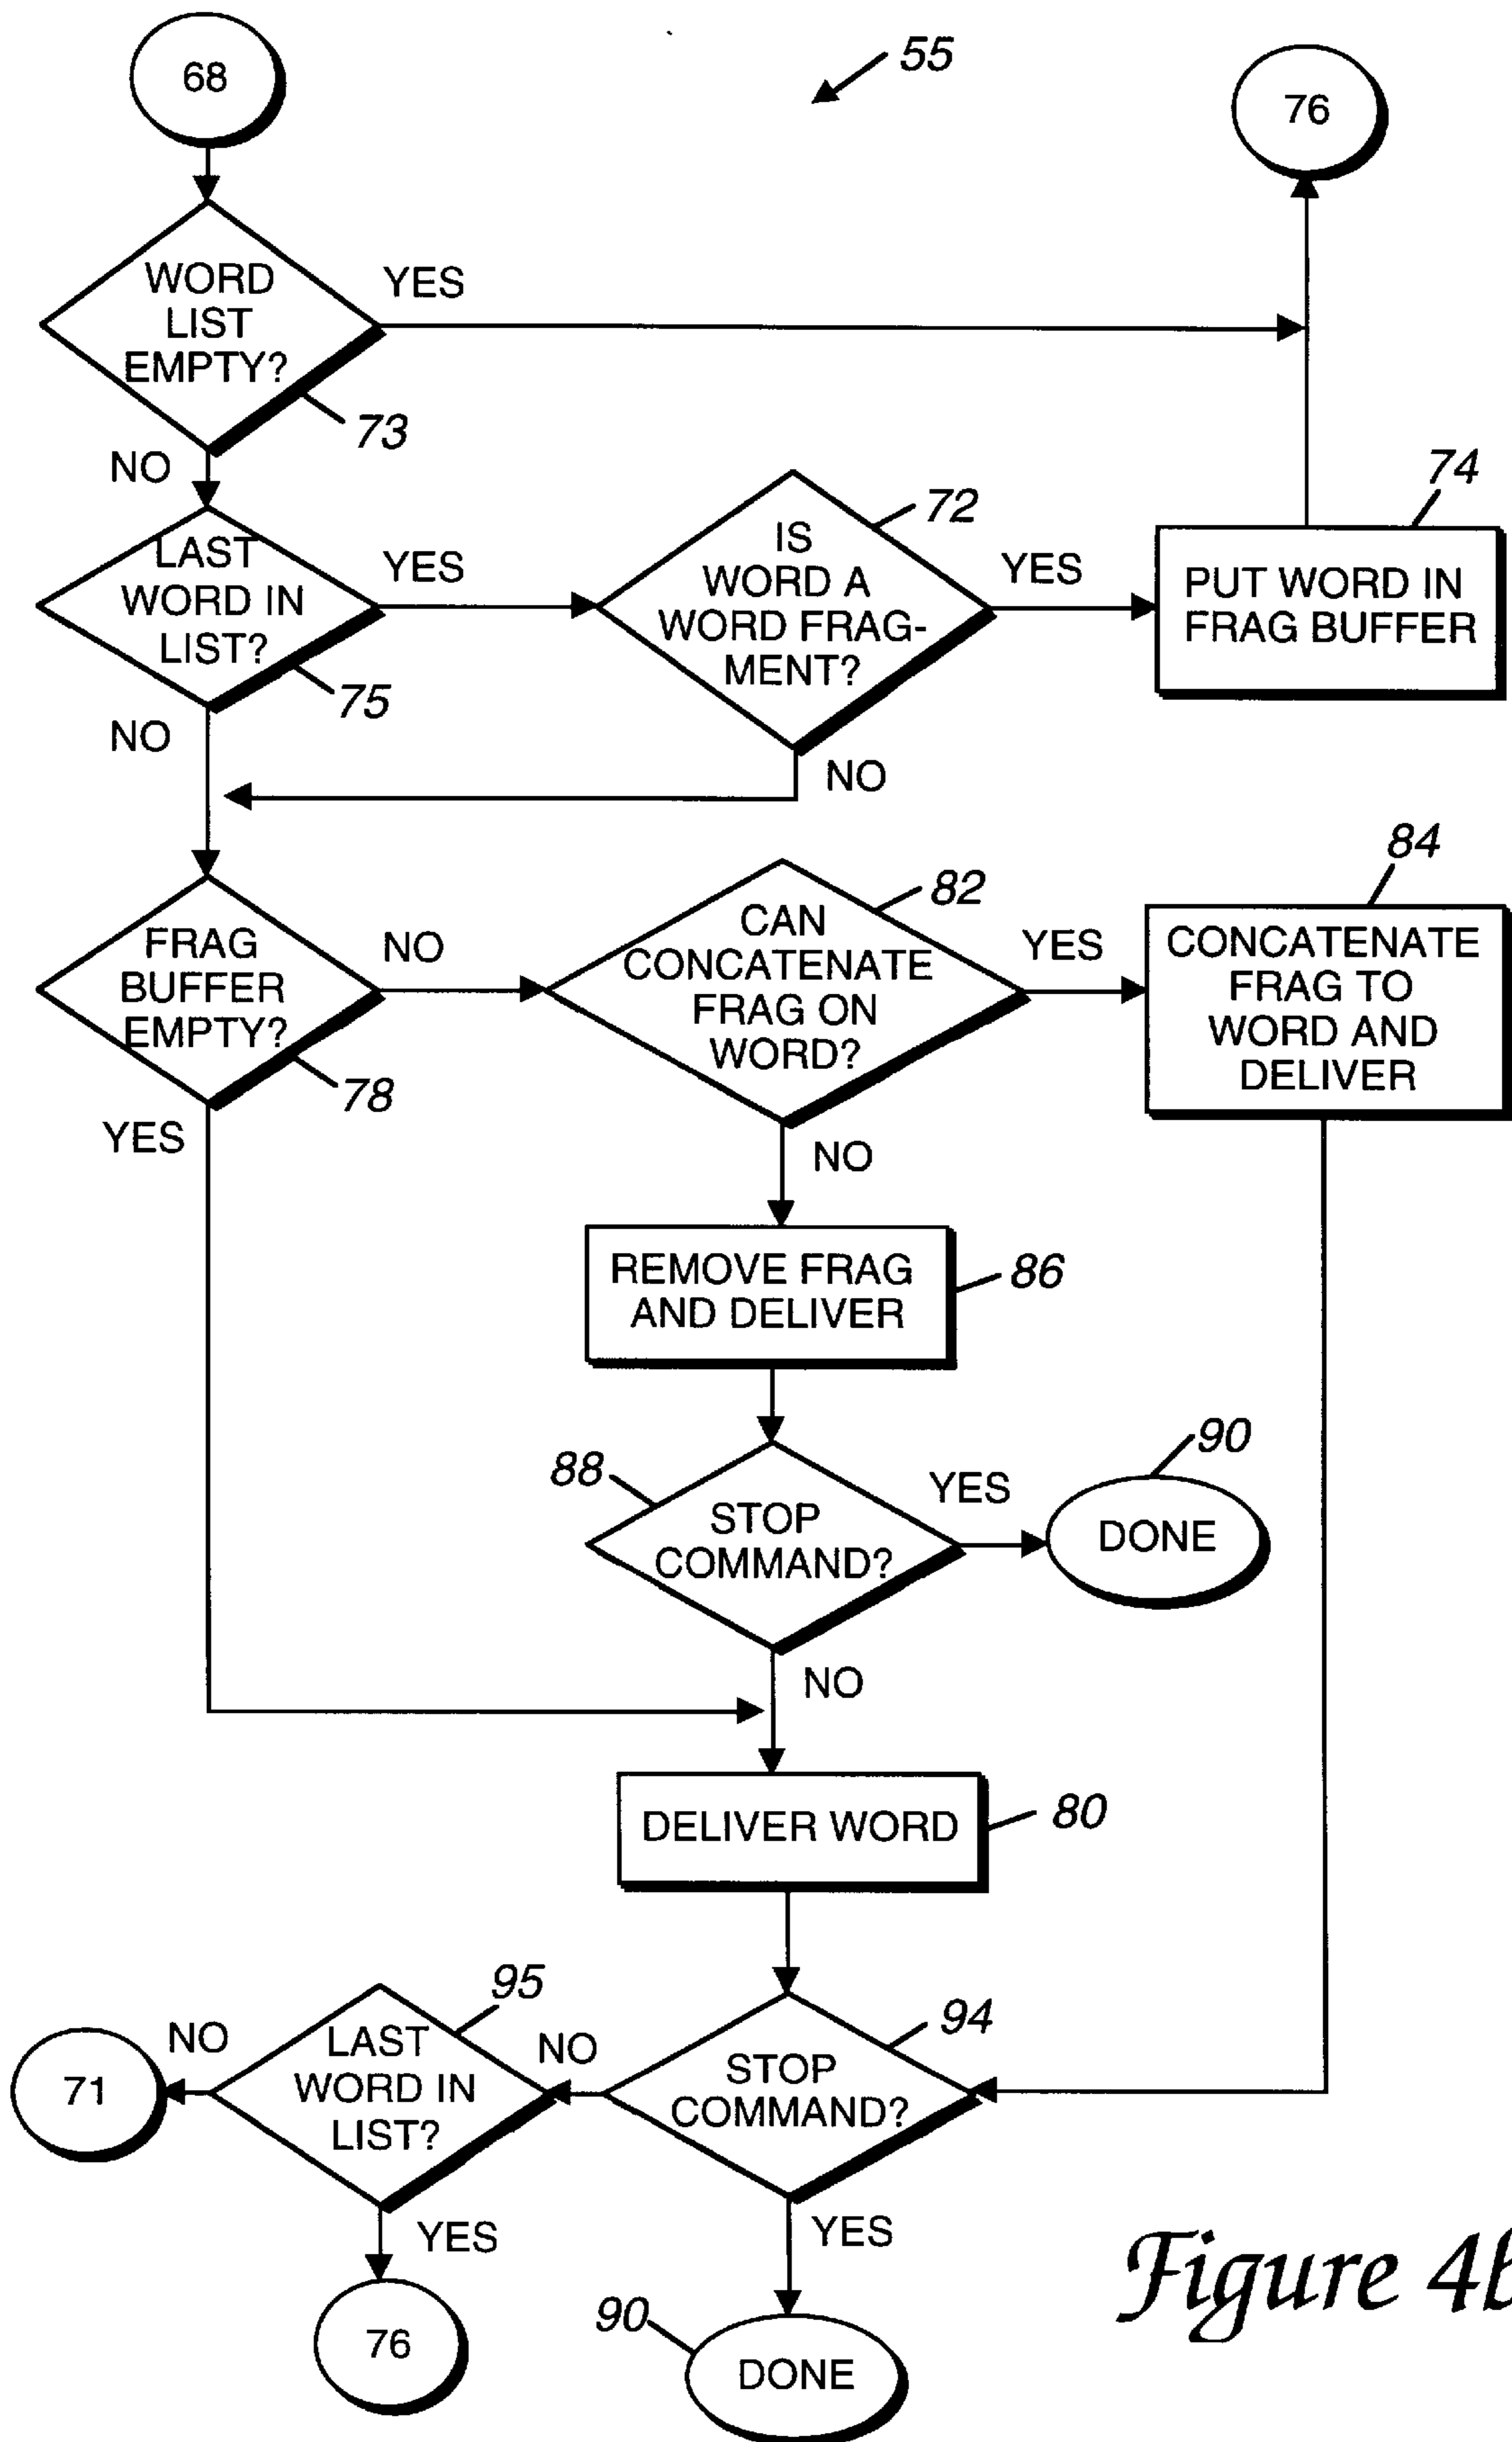 68
55
76
WORD
LIST
EMPTY?
YES
73
NO
LAST
WORD IN
LIST?
YES
75
NO
IS
WORD A
WORD FRAG-
MENT?
72
YES
NO
74
PUT WORD IN
FRAG BUFFER
FRAG
BUFFER
EMPTY?
NO
78
YES
CAN
CONCATENATE
FRAG ON
WORD?
82
YES
NO
84
CONCATENATE
FRAG TO
WORD AND
DELIVER
REMOVE FRAG
AND DELIVER
86
88
STOP
COMMAND?
YES
90
DONE
NO
DELIVER WORD
80
71
NO
LAST
WORD IN
LIST?
95
NO
STOP
COMMAND?
94
YES
76
YES
90
DONE
Figure 4b